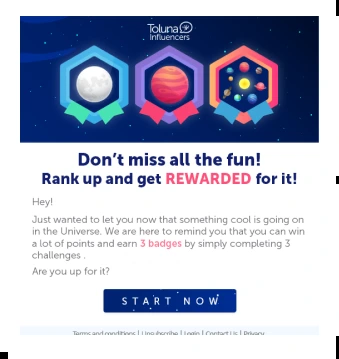 Toluna
Influencers
Don't miss all the fun!
Rank up and get REWARDED for it!
Hey!
Just wanted to let you now that something cool is going on
in the Universe. We are here to remind you that you can win
a lot of points and earn 3 badges by simply completing 3
challenges .
Are you up for it?
START NOW
Terms and conditions | Unsubscribe | Login | Contact Us | Privacy